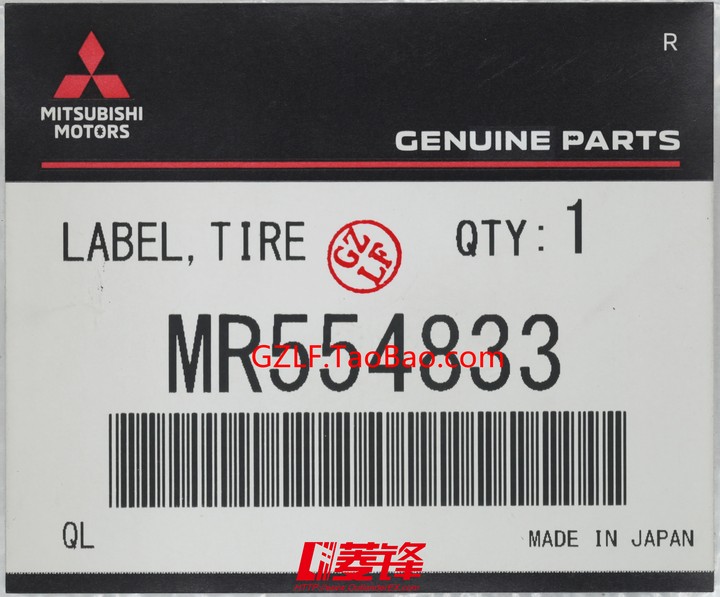 R
MITSUBISHI
MOTORS
GENUINE PARTS
LABEL, TIRE
GZ
LF
QTY: 1
MR554833
GZLF.TaoBao.com
QL
MADE IN JAPAN
菱锋